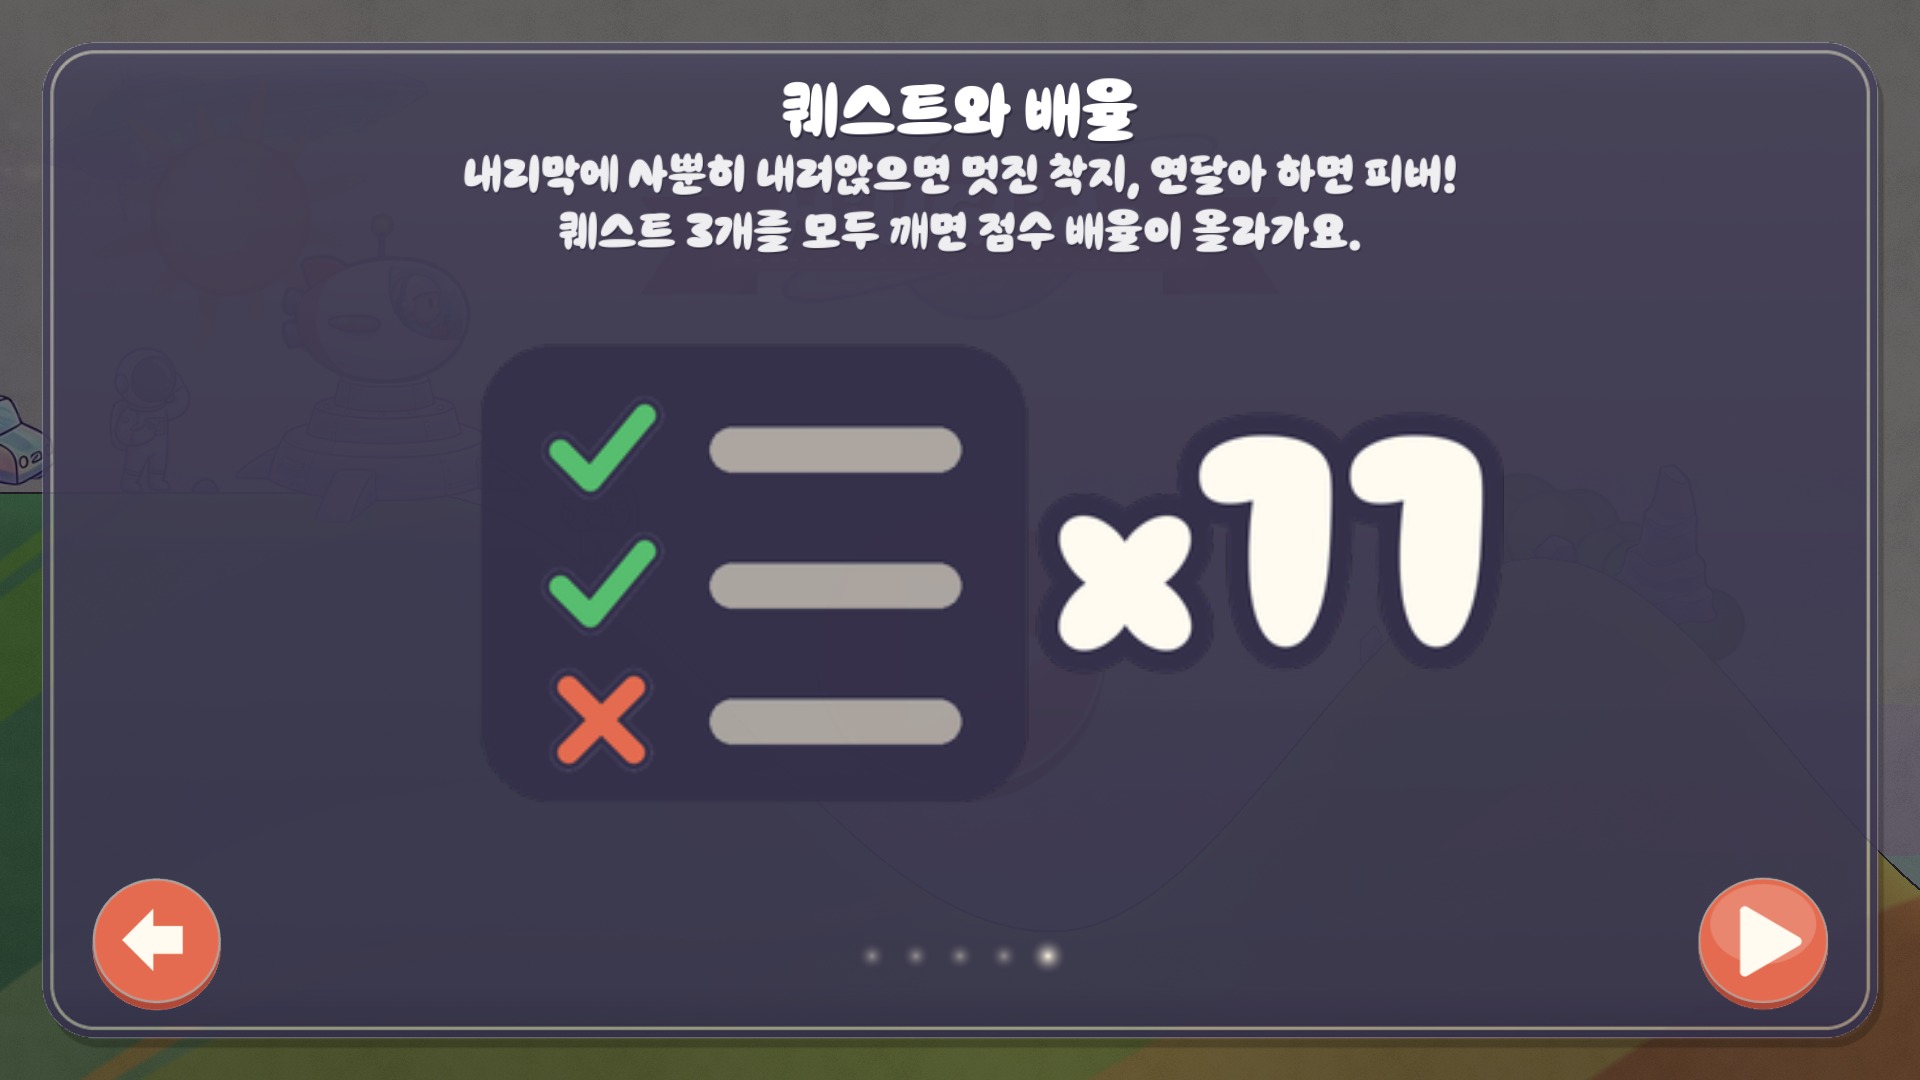 퀘스트와 배율
내리막에 사뿐히 내려앉으면 멋진 착지, 연달아 하면 피버!
퀘스트 3개를 모두 깨면 점수 배율이 올라가요.
x11
02